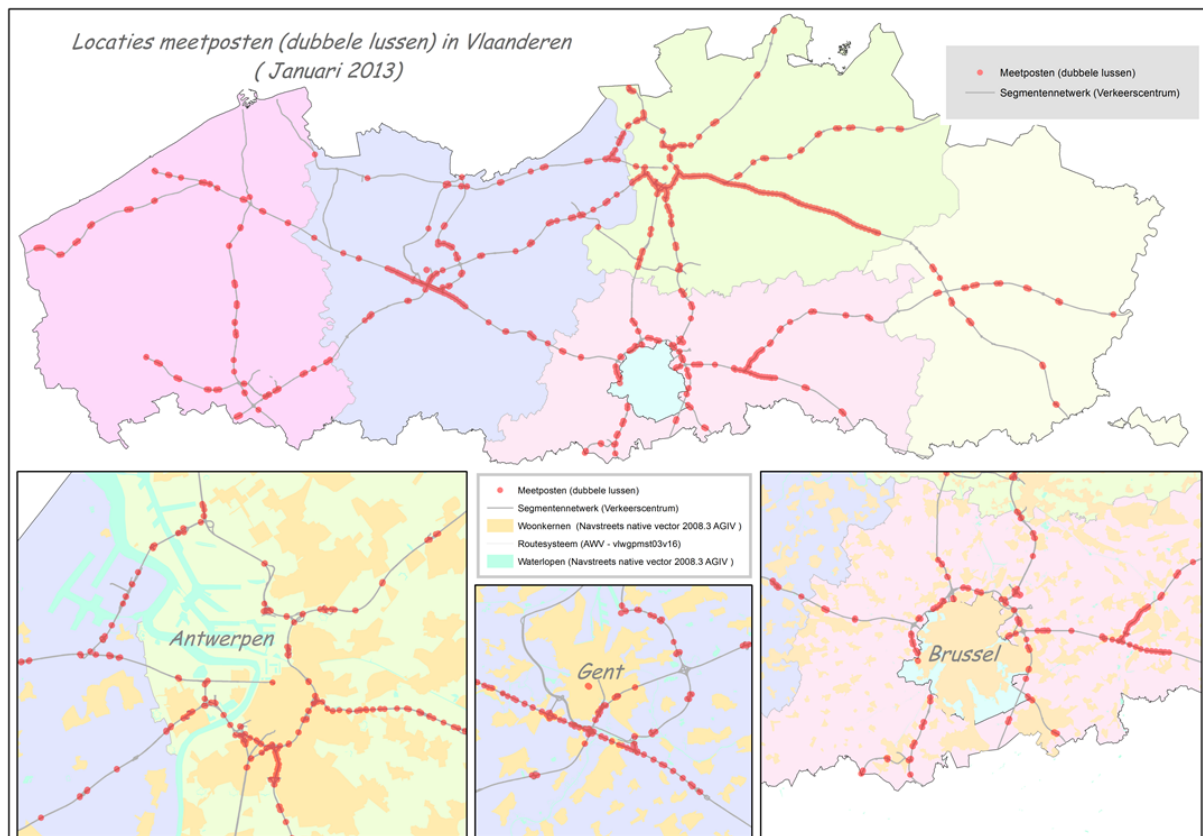 Locaties meetposten (dubbele lussen) in Vlaanderen
( Januari 2013)
Meetposten (dubbele lussen)
Segmentennetwerk (Verkeerscentrum)
Meetposten (dubbele lussen)
Segmentennetwerk (Verkeerscentrum)
Woonkernen (Navstreets native vector 2008.3 AGIV )
Routesysteem (AWV - vlwgpmst03v16)
Waterlopen (Navstreets native vector 2008.3 AGIV )
Antwerpen
Gent
Brussel